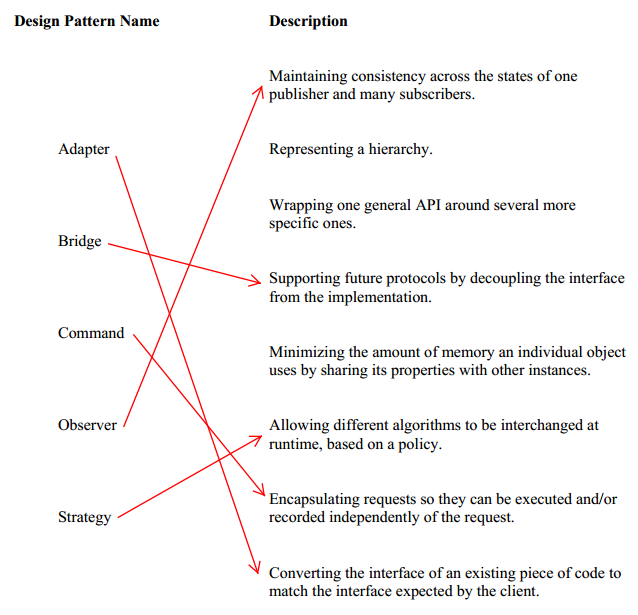 Design Pattern Name
Description
Maintaining consistency across the states of one
publisher and many subscribers.
Adapter
Representing a hierarchy.
Wrapping one general API around several more
specific ones.
Bridge
Supporting future protocols by decoupling the interface
from the implementation.
Command
Minimizing the amount of memory an individual object
uses by sharing its properties with other instances.
Observer
Allowing different algorithms to be interchanged at
runtime, based on a policy.
Encapsulating requests so they can be executed and/or
recorded independently of the request.
Strategy
Converting the interface of an existing piece of code to
match the interface expected by the client.